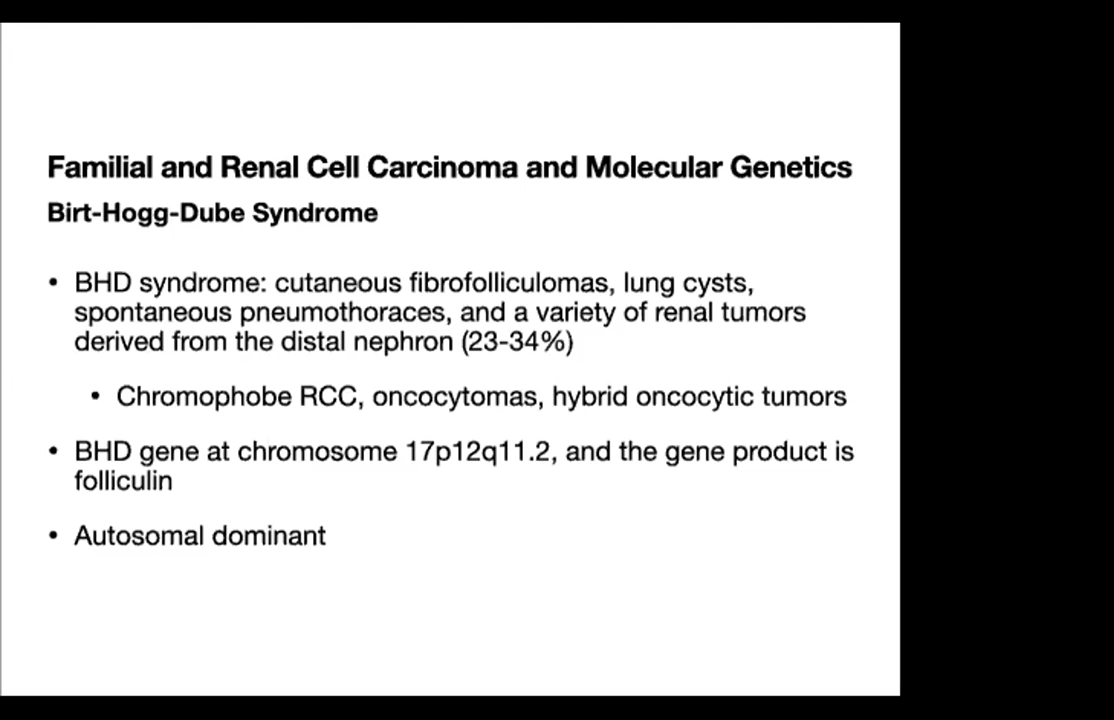 Familial and Renal Cell Carcinoma and Molecular Genetics
Birt-Hogg-Dube Syndrome
• BHD syndrome: cutaneous fibrofolliculomas, lung cysts,
spontaneous pneumothoraces, and a variety of renal tumors
derived from the distal nephron (23-34%)
• Chromophobe RCC, oncocytomas, hybrid oncocytic tumors
• BHD gene at chromosome 17p12q11.2, and the gene product is
folliculin
• Autosomal dominant